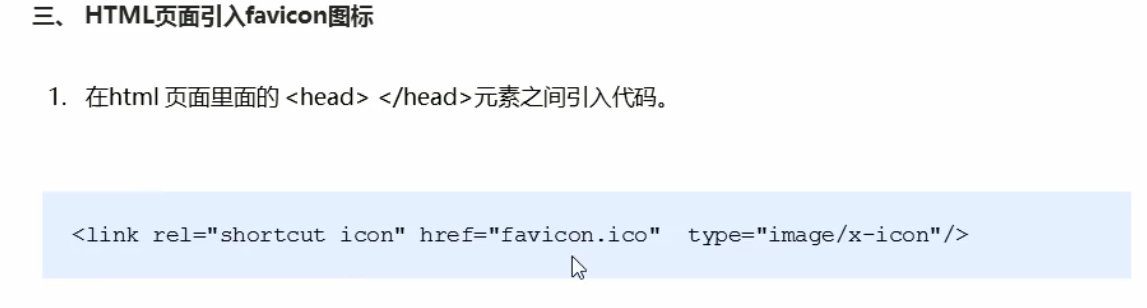 三、 HTML页面引入favicon图标
1. 在html 页面里面的 <head> </head>元素之间引入代码。
<link rel="shortcut icon" href="favicon.ico"  type="image/x-icon"/>